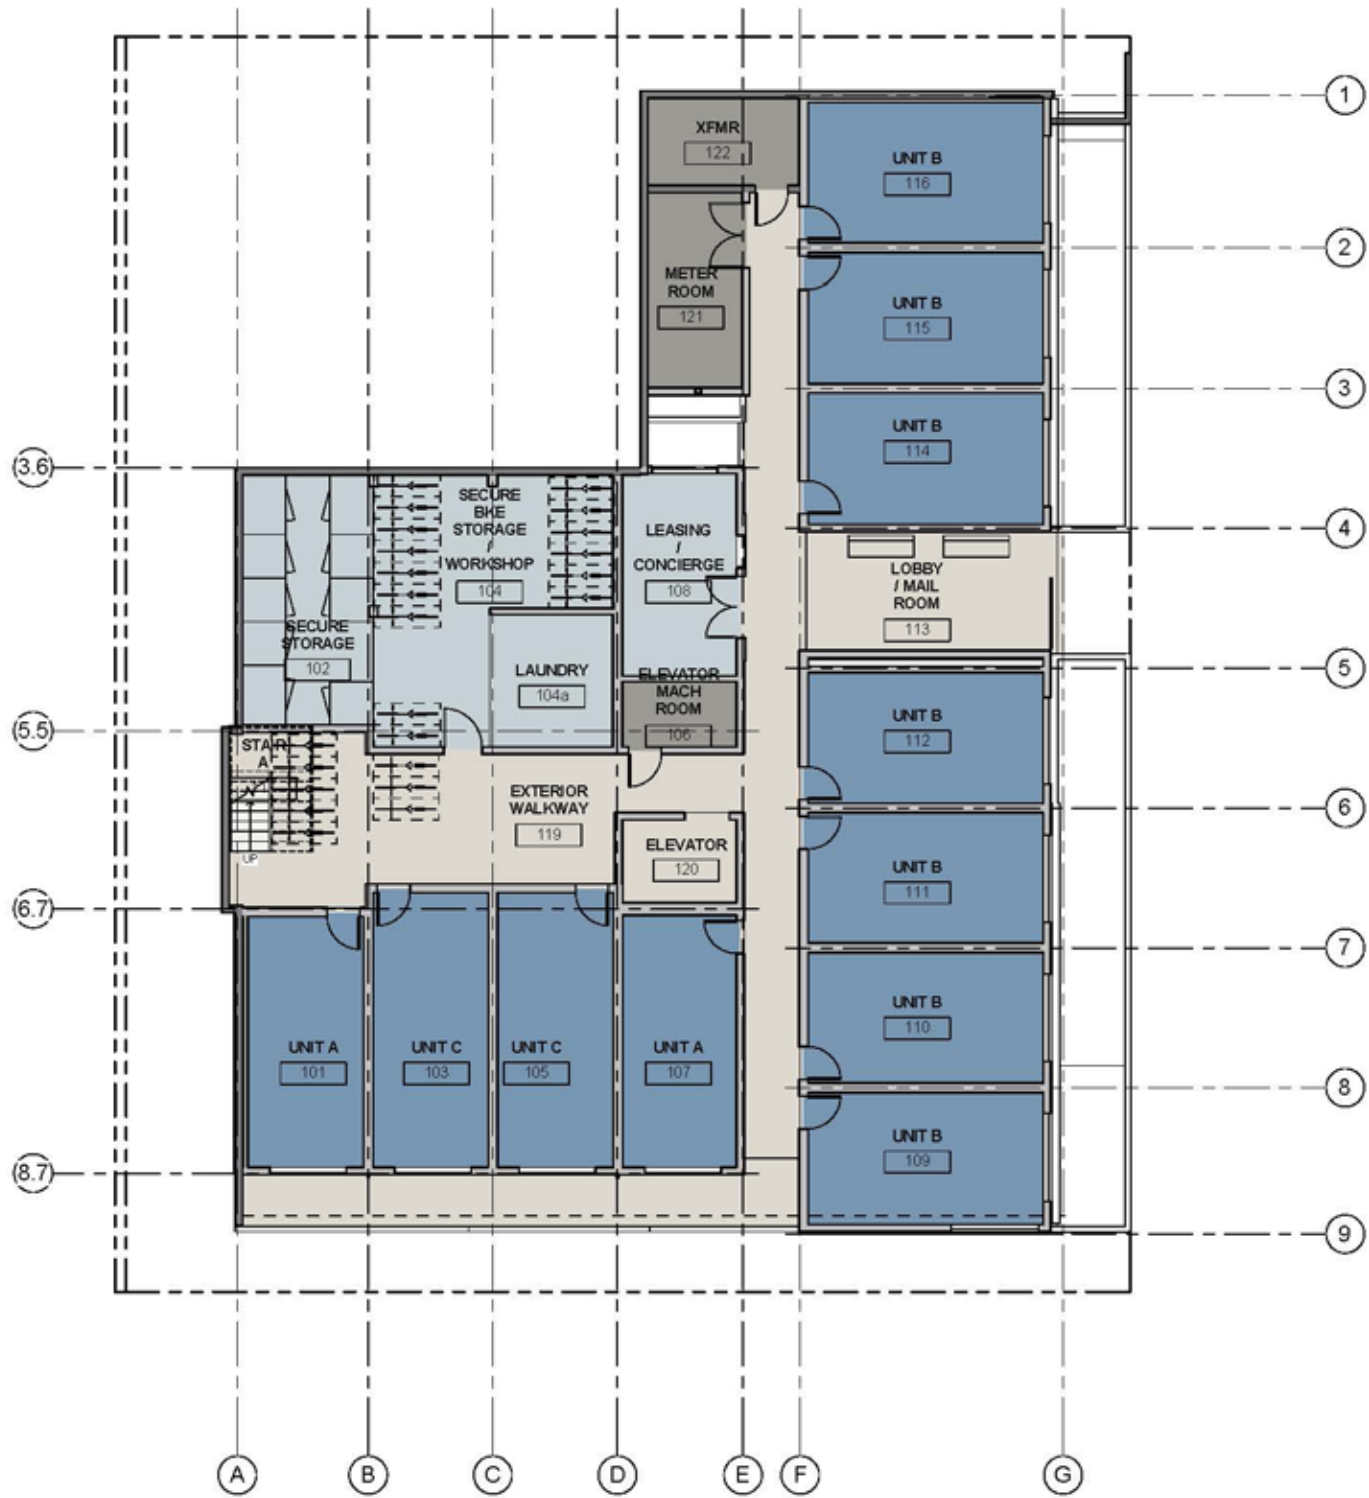 1
XFMR
122
UNIT B
116
2
METER
ROOM
121
UNIT B
115
3
UNIT B
114
(3.6)
SECURE
BIKE
STORAGE
/
WORKSHOP
104
LEASING
/
CONCIERGE
108
4
LOBBY
/ MAIL
ROOM
113
SECURE
STORAGE
102
LAUNDRY
104a
ELEVATOR
MACH
ROOM
106
5
(5.5)
UNIT B
112
STAIR
A
UP
EXTERIOR
WALKWAY
119
6
ELEVATOR
120
UNIT B
111
(6.7)
7
UNIT A
101
UNIT C
103
UNIT C
105
UNIT A
107
UNIT B
110
8
UNIT B
109
(8.7)
9
A B C D E F G